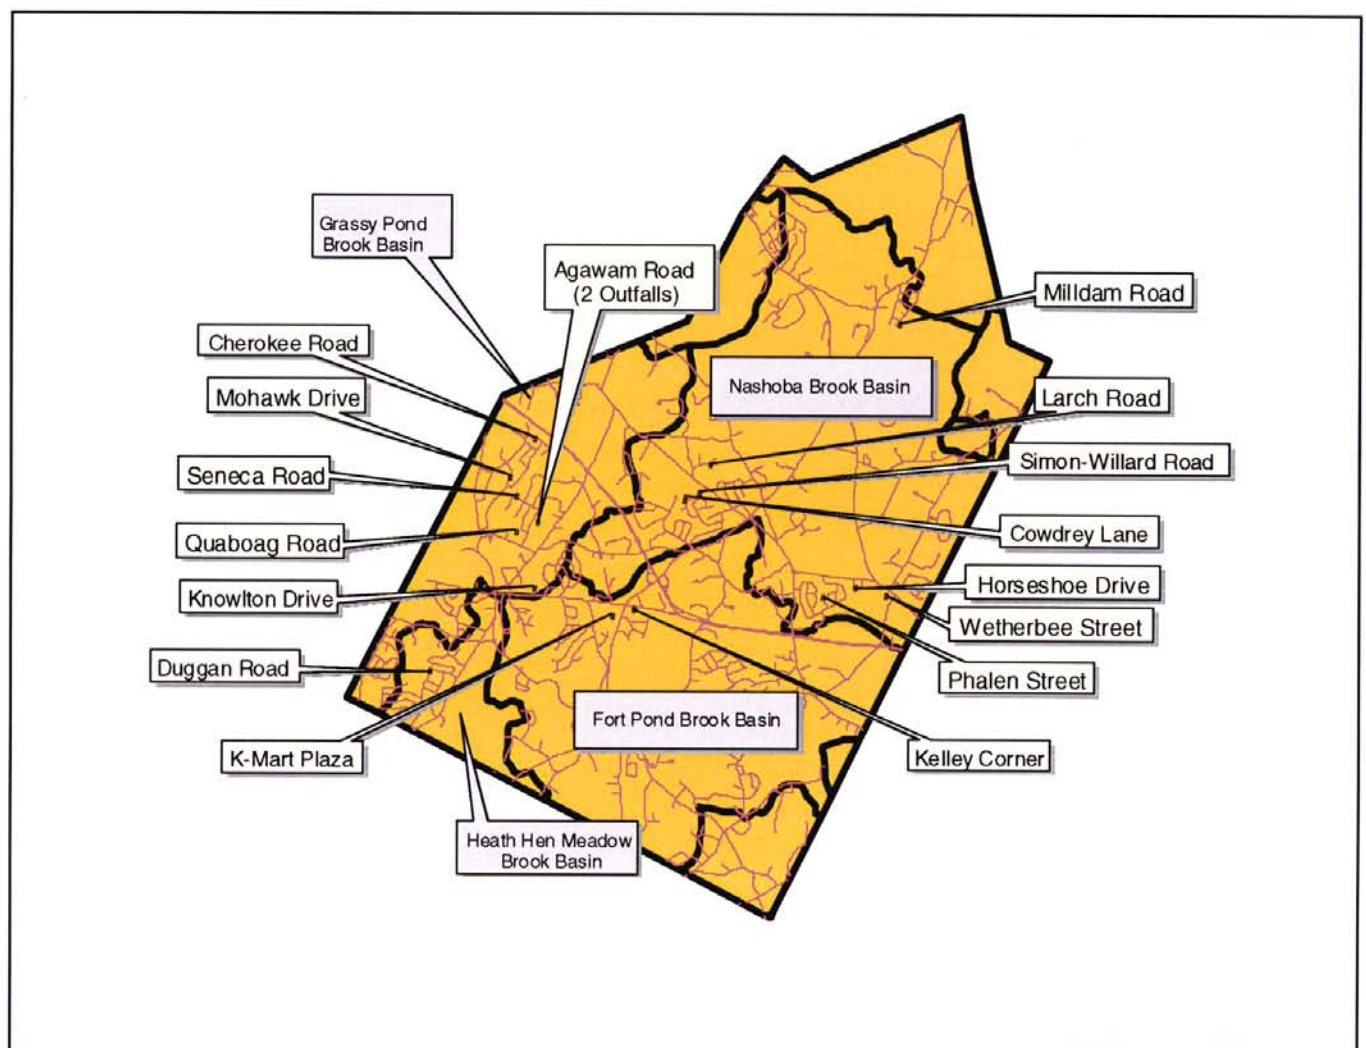 Grassy Pond
Brook Basin
Agawam Road
(2 Outfalls)
Milldam Road
Cherokee Road
Mohawk Drive
Nashoba Brook Basin
Larch Road
Seneca Road
Simon-Willard Road
Quaboag Road
Cowdrey Lane
Knowlton Drive
Horseshoe Drive
Wetherbee Street
Duggan Road
Phalen Street
Fort Pond Brook Basin
K-Mart Plaza
Kelley Corner
Heath Hen Meadow
Brook Basin